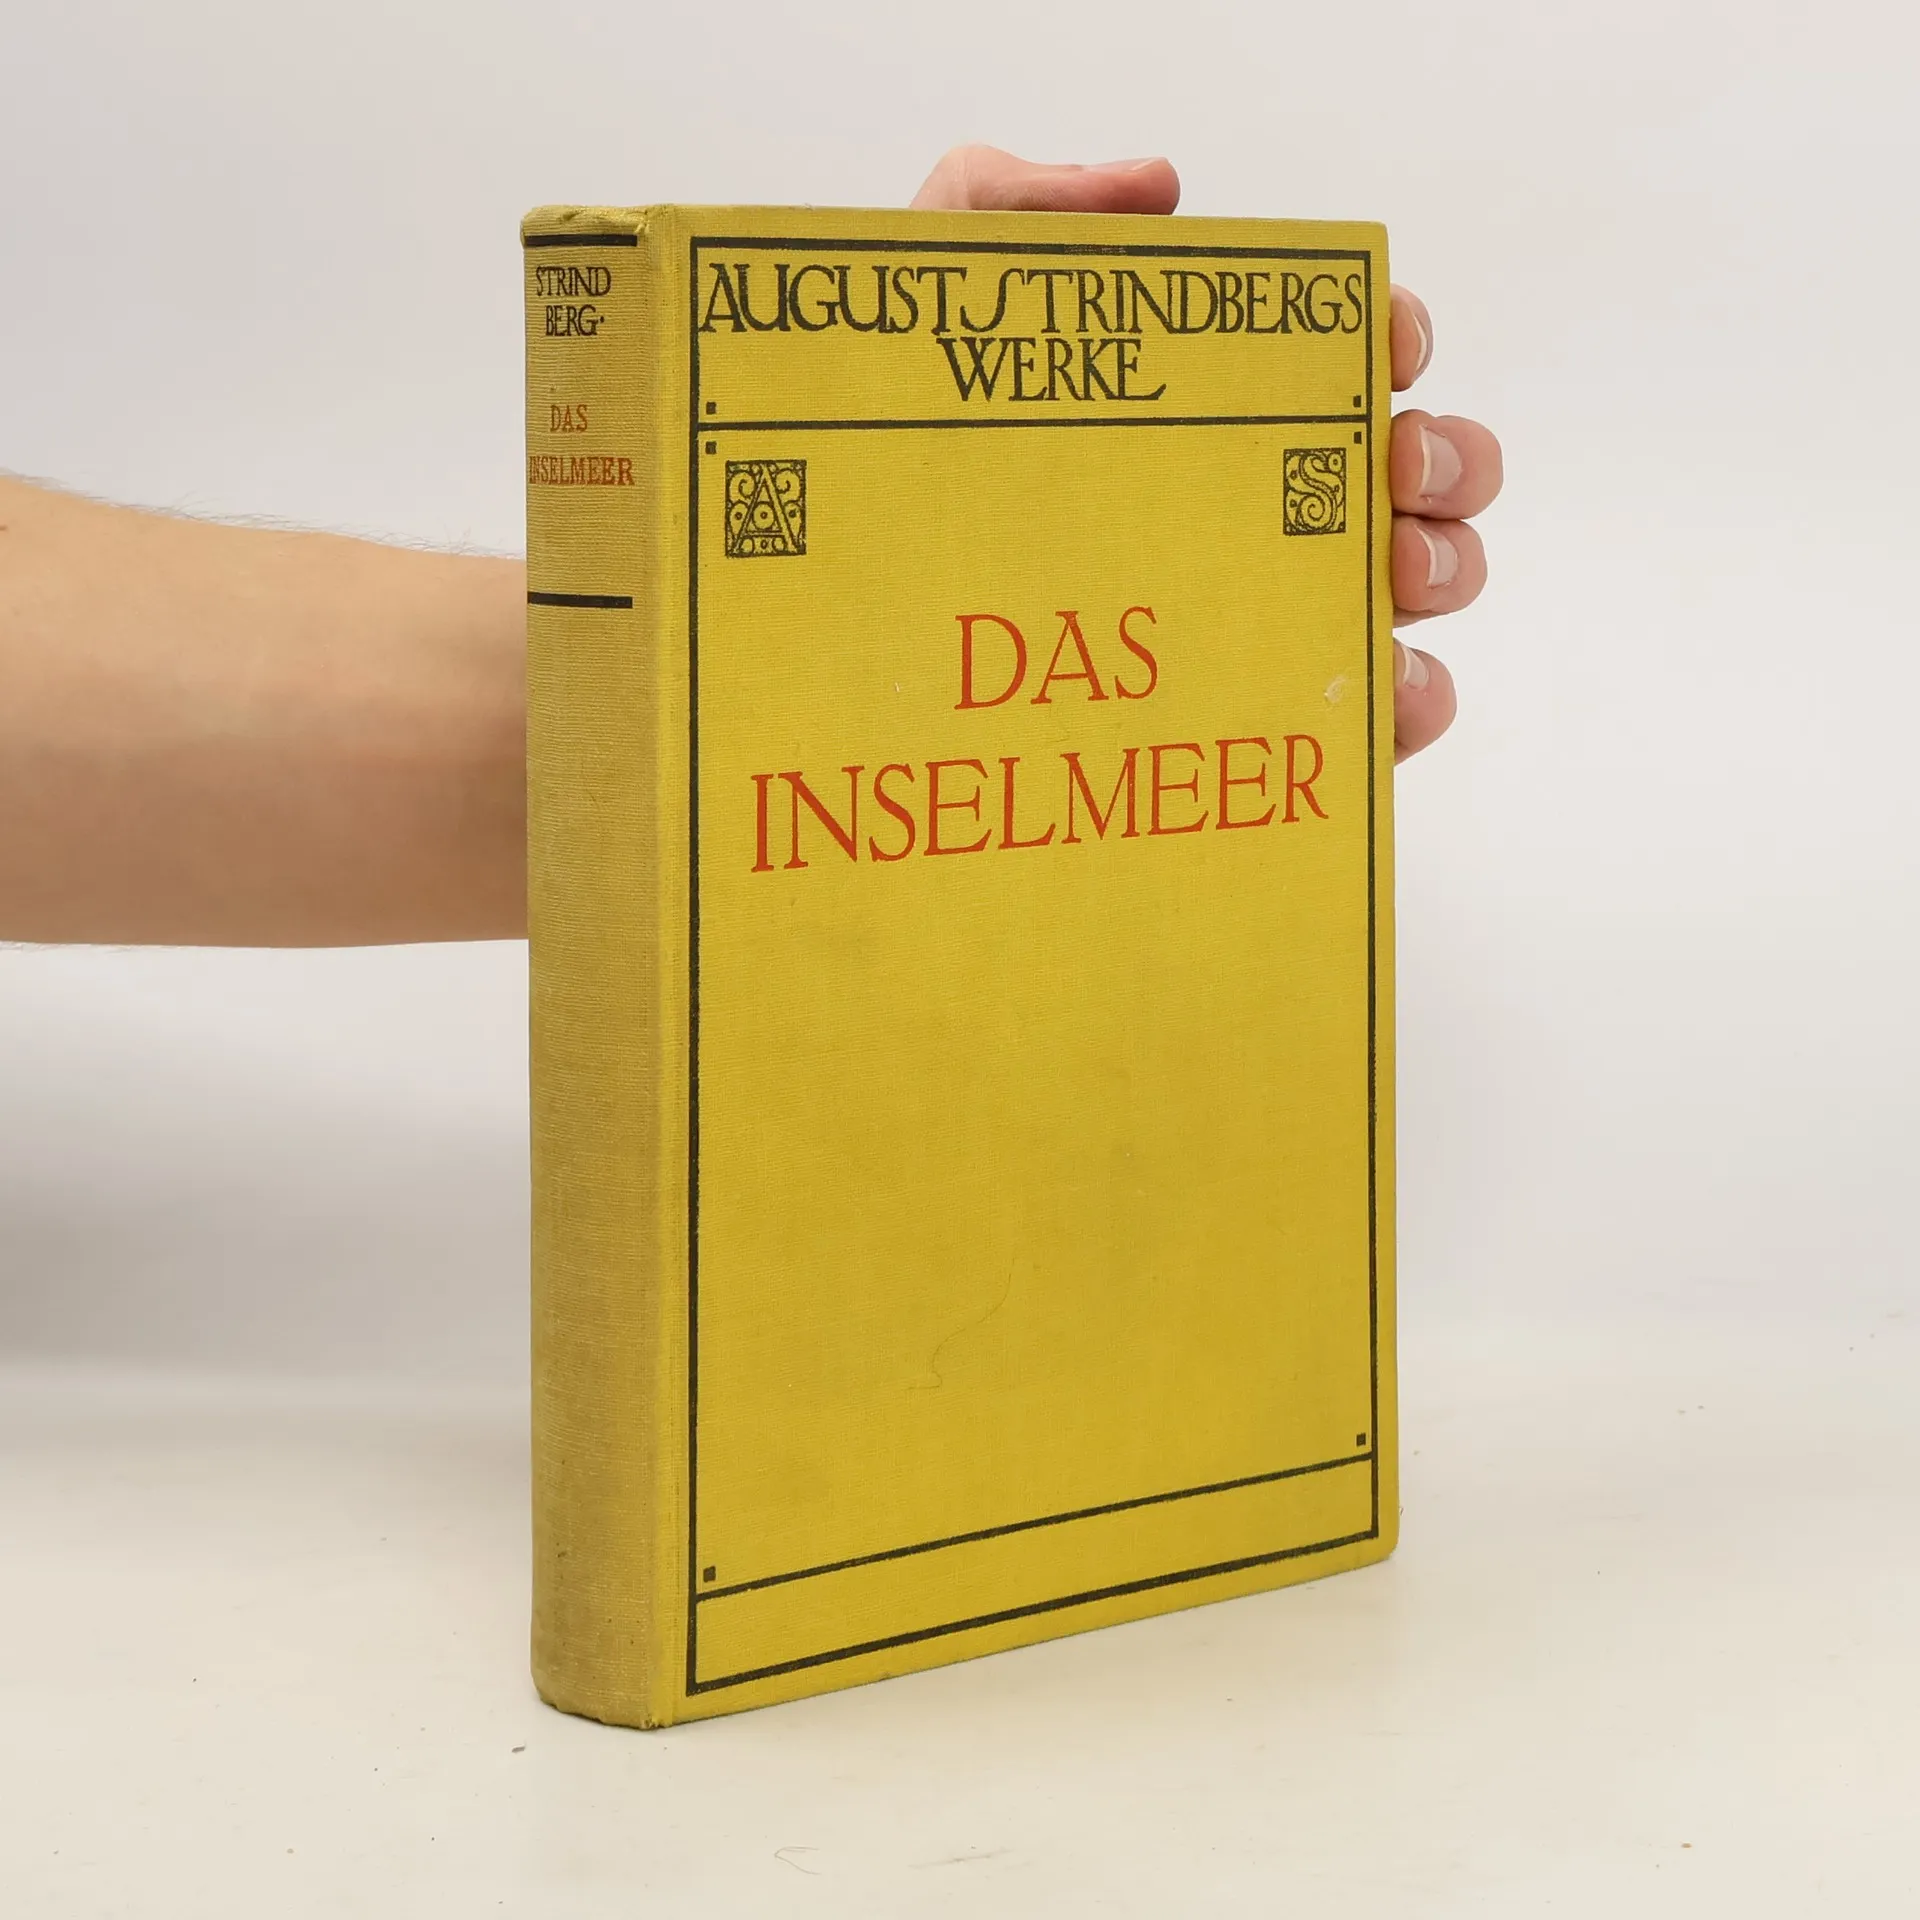 STRIND
BERG·
DAS
INSELMEER
AUGUST STRINDBERGS
WERKE
A S
DAS
INSELMEER